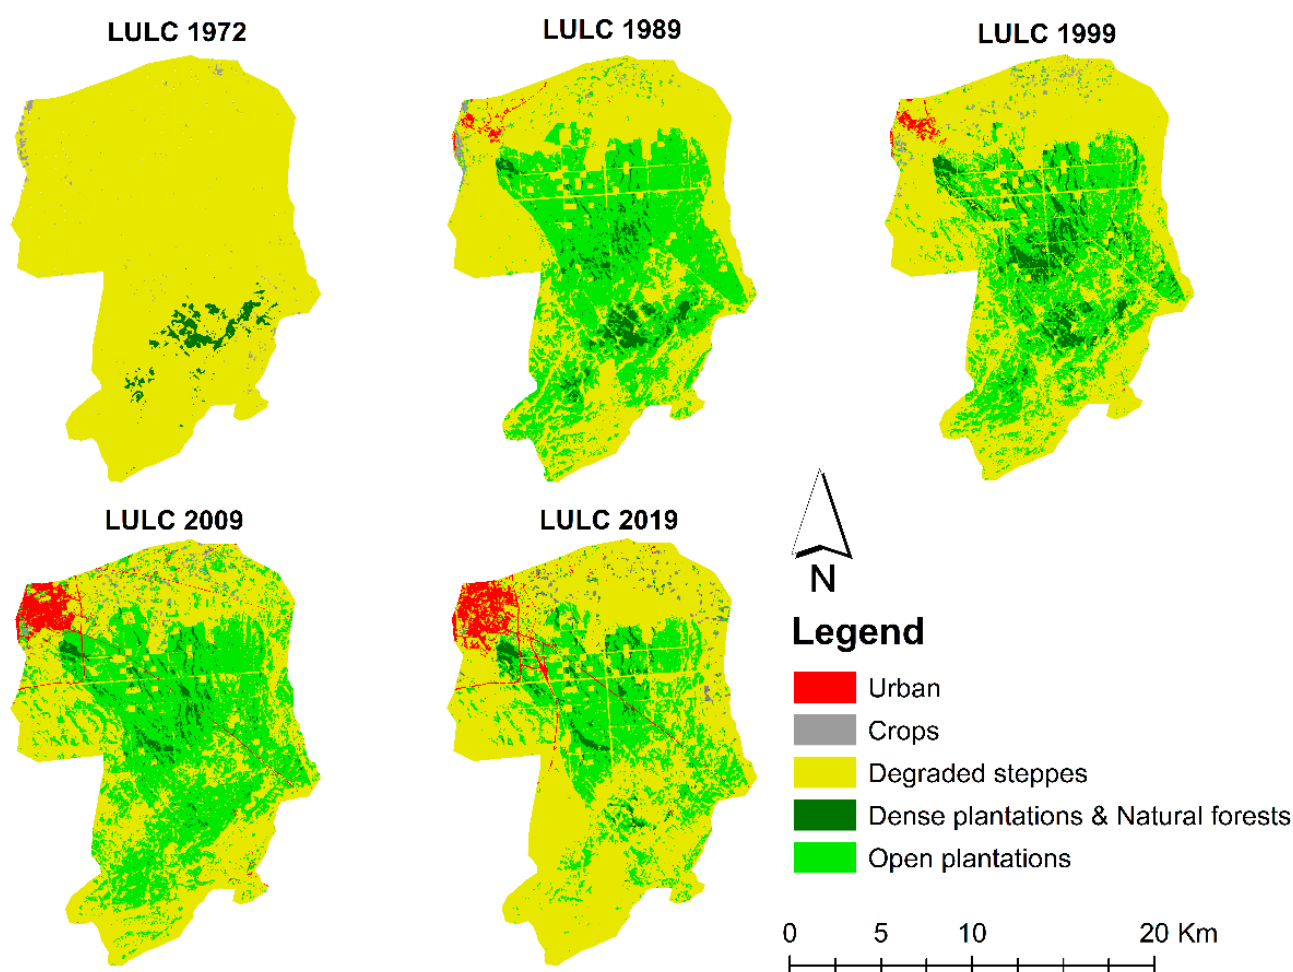 LULC 1972
LULC 1989
LULC 1999
LULC 2009
LULC 2019
N
Legend
Urban
Crops
Degraded steppes
Dense plantations & Natural forests
Open plantations
0 5 10 20 Km